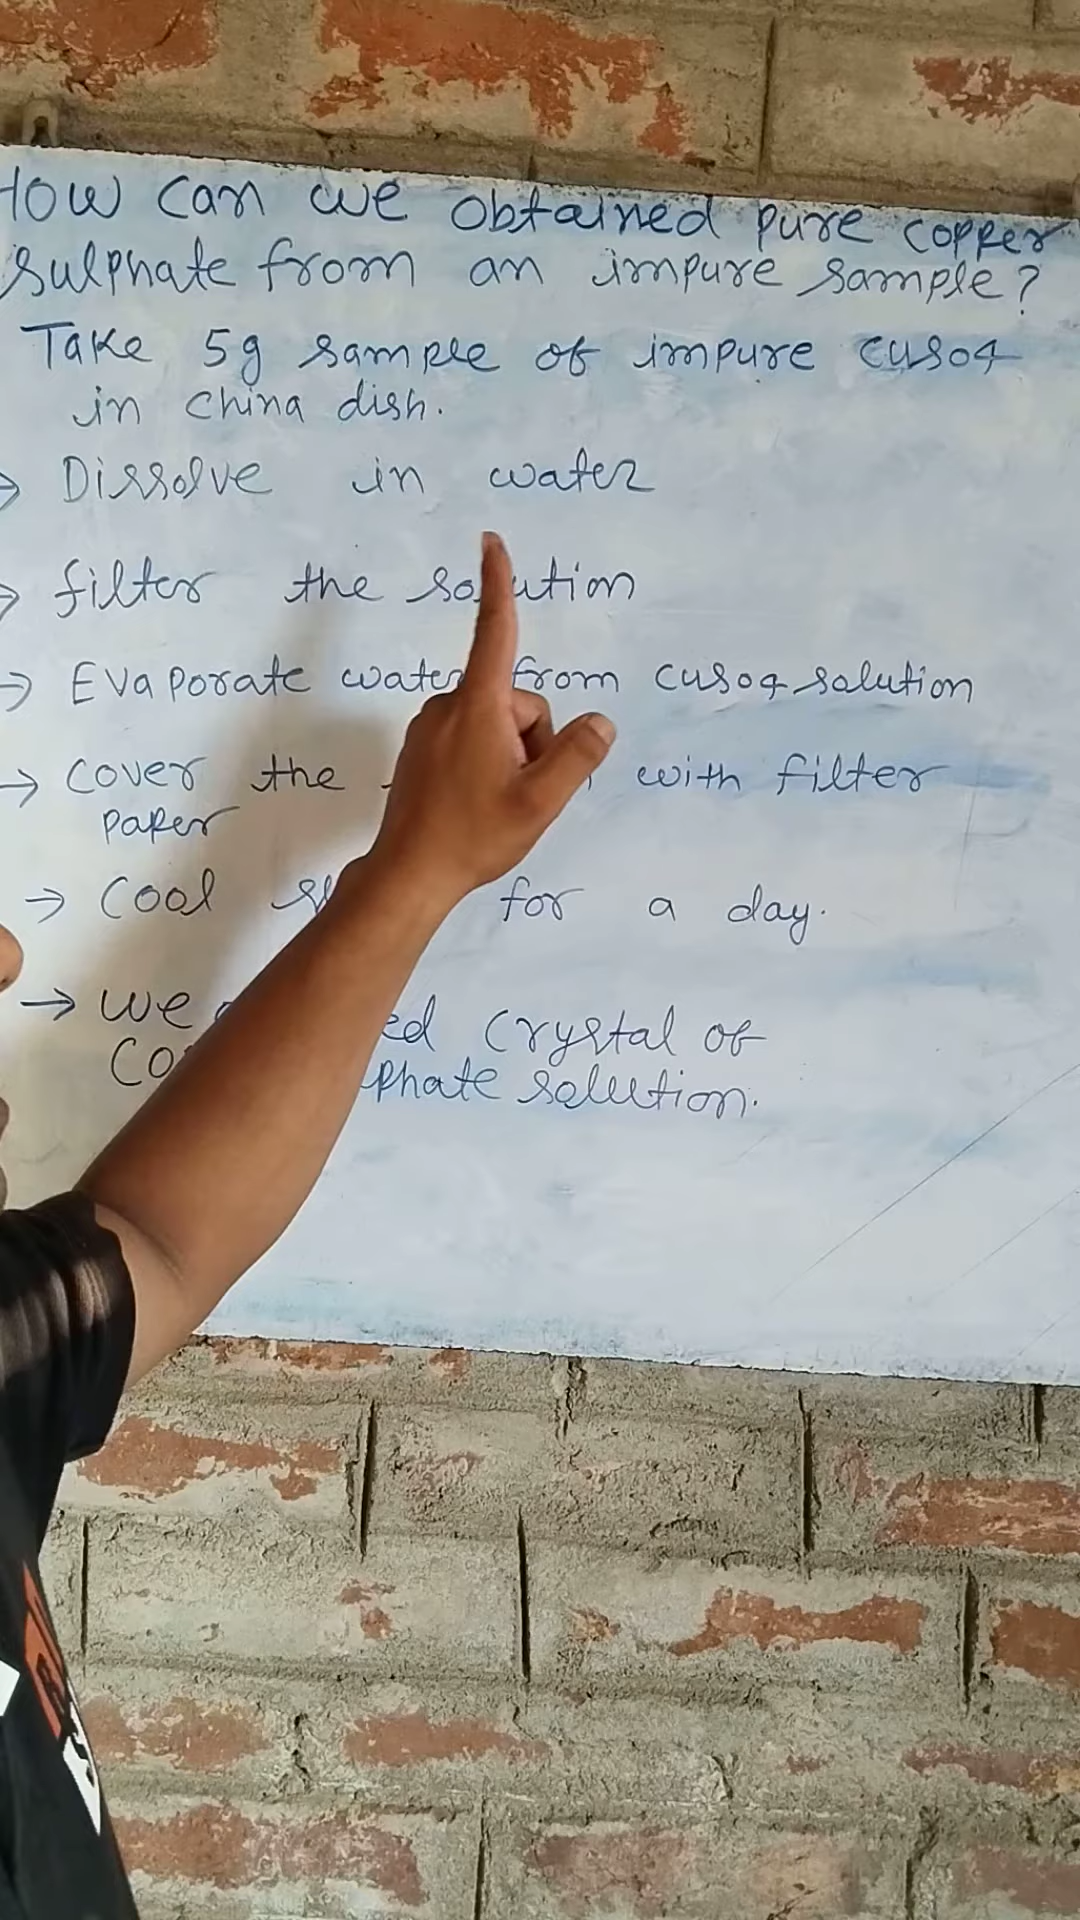 How can we obtained pure copper
sulphate from an impure sample?
Take 5g sample of impure cuso4
in china dish.
→ Dissolve in water
→ filter the solution
→ Evaporate water from cuso4 solution
→ cover the with filter
paper
→ cool for a day.
→ we crystal of
solution.